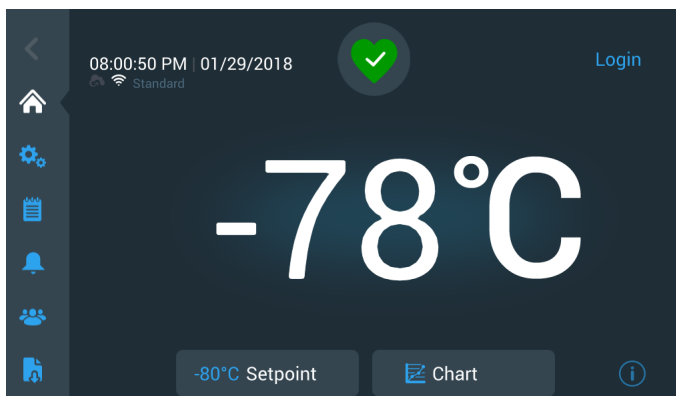 08:00:50 PM | 01/29/2018
Standard
Login
-78°C
-80°C Setpoint
Chart